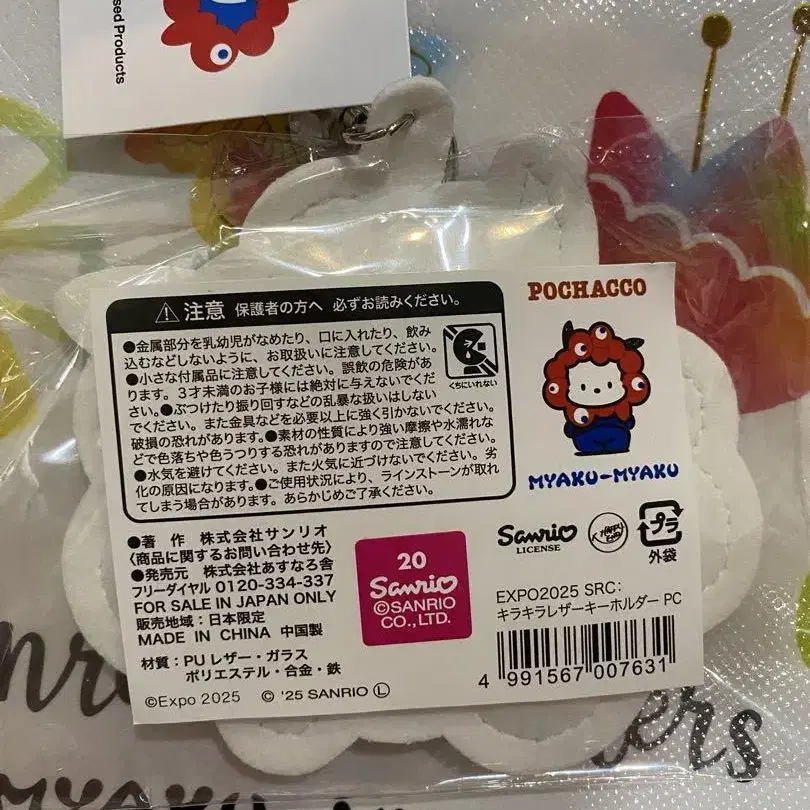 sed Products
⚠注意 保護者の方へ 必ずお読みください。
●金属部分を乳幼児がなめたり、口に入れたり、飲み
込むなどしないように、お取扱いに注意してください。
●小さな付属品に注意してください。誤飲の危険があ
ります。3才未満のお子様には絶対に与えないでくだ
さい。●ぶつけたり振り回すなどの乱暴な扱いはしない
でください。また金具などを必要以上に強く引かないでください。
破損の恐れがあります。●素材の性質により強い摩擦や水濡れな
どで色落ちや色うつりする恐れがありますので注意してください。
●水気を避けてください。また火気に近づけないでください。劣
化の原因になります。●ご使用状況により、ラインストーンが取れ
てしまう場合があります。あらかじめご了承ください。
くちにいれない
POCHACCO
MYAKU-MYAKU
●著 作 株式会社サンリオ
〈商品に関するお問い合わせ先〉
●発売元 株式会社あすなろ舎
フリーダイヤル 0120-334-337
FOR SALE IN JAPAN ONLY
販売地域:日本限定
MADE IN CHINA 中国製
材質:PUレザー・ガラス
ポリエステル・合金・鉄
©Expo 2025 © '25 SANRIO Ⓛ
20
Sanrio
©SANRIO
CO., LTD.
Sanrio
LICENSE
プラ
外袋
EXPO2025 SRC:
キラキラレザーキーホルダー PC
4 991567 007631
ers
MYAKU